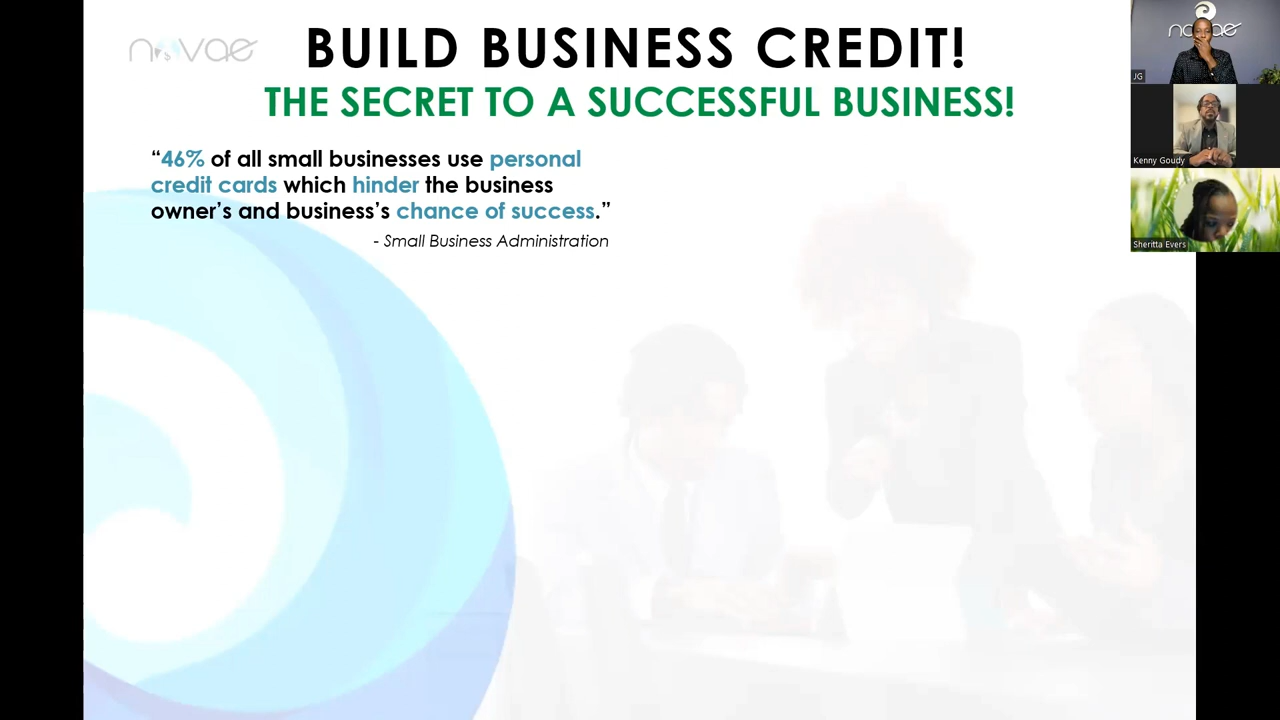 novae
BUILD BUSINESS CREDIT!
THE SECRET TO A SUCCESSFUL BUSINESS!
“46% of all small businesses use personal
credit cards which hinder the business
owner’s and business’s chance of success.”
- Small Business Administration
novae
JG
Kenny Goudy
Sheritta Evers